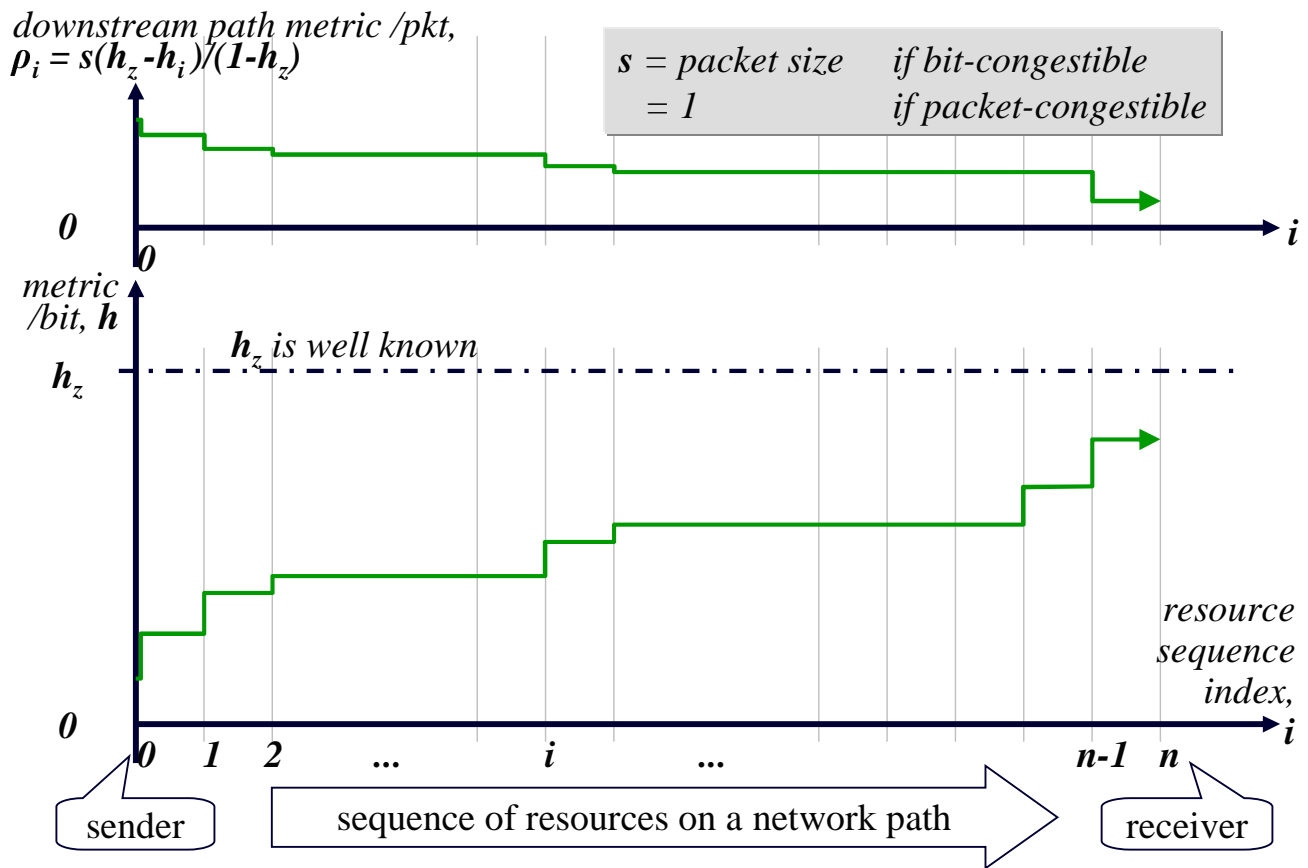 downstream path metric /pkt,
ρi = s(hz -hi)/(1-hz)
s = packet size if bit-congestible
= 1 if packet-congestible
0
i
0
metric
/bit, h
hz is well known
hz
resource
sequence
index,
0
i
0 1 2 ... i ... n-1 n
sender
sequence of resources on a network path
receiver